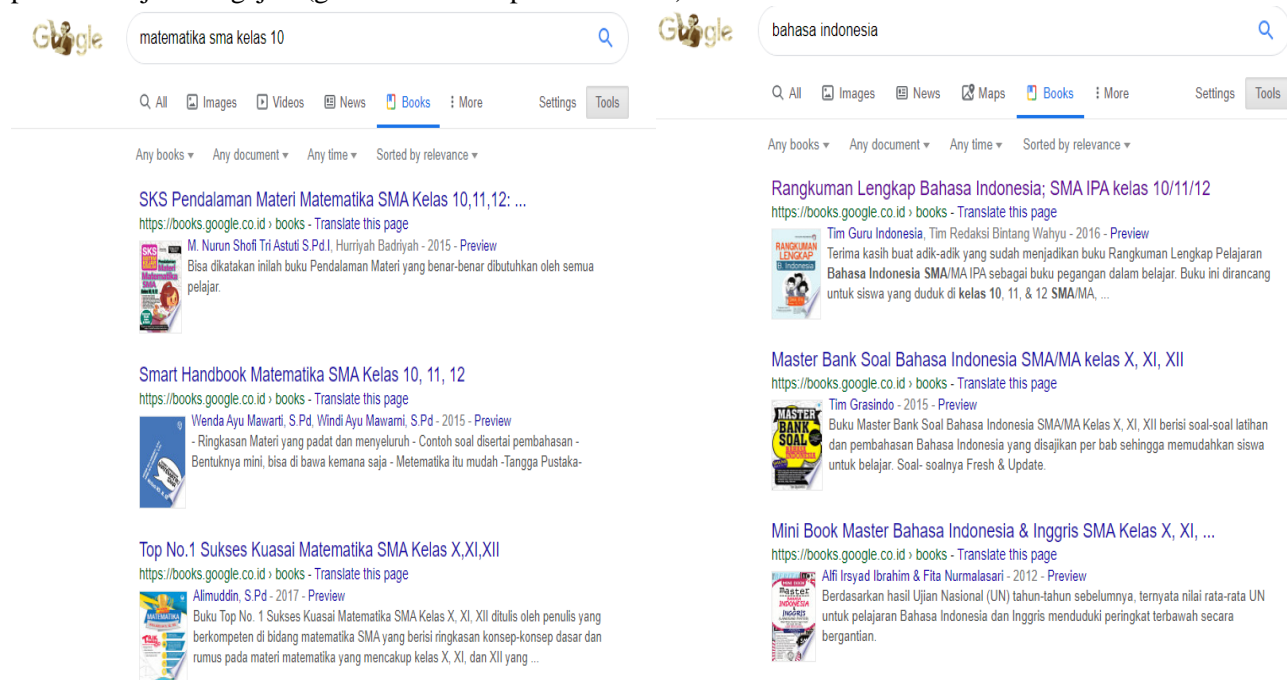 Google
matematika sma kelas 10
All Images Videos News Books More Settings Tools
Any books Any document Any time Sorted by relevance
SKS Pendalaman Materi Matematika SMA Kelas 10,11,12: ...
https://books.google.co.id › books - Translate this page
M. Nurun Shofi Tri Astuti S.Pd.I, Hurriyah Badriyah - 2015 - Preview
Bisa dikatakan inilah buku Pendalaman Materi yang benar-benar dibutuhkan oleh semua
pelajar.
Smart Handbook Matematika SMA Kelas 10, 11, 12
https://books.google.co.id › books - Translate this page
Wenda Ayu Mawarti, S.Pd, Windi Ayu Mawarni, S.Pd - 2015 - Preview
- Ringkasan Materi yang padat dan menyeluruh - Contoh soal disertai pembahasan -
Bentuknya mini, bisa di bawa kemana saja - Metematika itu mudah -Tangga Pustaka-
Top No.1 Sukses Kuasai Matematika SMA Kelas X,XI,XII
https://books.google.co.id › books - Translate this page
Alimuddin, S.Pd - 2017 - Preview
Buku Top No. 1 Sukses Kuasai Matematika SMA Kelas X, XI, XII ditulis oleh penulis yang
berkompeten di bidang matematika SMA yang berisi ringkasan konsep-konsep dasar dan
rumus pada materi matematika yang mencakup kelas X, XI, dan XII yang ...
Google
bahasa indonesia
All Images News Maps Books More Settings Tools
Any books Any document Any time Sorted by relevance
Rangkuman Lengkap Bahasa Indonesia; SMA IPA kelas 10/11/12
https://books.google.co.id › books - Translate this page
Tim Guru Indonesia, Tim Redaksi Bintang Wahyu - 2016 - Preview
Terima kasih buat adik-adik yang sudah menjadikan buku Rangkuman Lengkap Pelajaran
Bahasa Indonesia SMA/MA IPA sebagai buku pegangan dalam belajar. Buku ini dirancang
untuk siswa yang duduk di kelas 10, 11, & 12 SMA/MA, ...
RANGKUMAN
LENGKAP
B. Indonesia
Master Bank Soal Bahasa Indonesia SMA/MA kelas X, XI, XII
https://books.google.co.id › books - Translate this page
Tim Grasindo - 2015 - Preview
Buku Master Bank Soal Bahasa Indonesia SMA/MA Kelas X, XI, XII berisi soal-soal latihan
dan pembahasan Bahasa Indonesia yang disajikan per bab sehingga memudahkan siswa
untuk belajar. Soal- soalnya Fresh & Update.
MASTER
BANK
SOAL
Mini Book Master Bahasa Indonesia & Inggris SMA Kelas X, XI, ...
https://books.google.co.id › books - Translate this page
Alfi Irsyad Ibrahim & Fita Nurmalasari - 2012 - Preview
Berdasarkan hasil Ujian Nasional (UN) tahun-tahun sebelumnya, ternyata nilai rata-rata UN
untuk pelajaran Bahasa Indonesia dan Inggris menduduki peringkat terbawah secara
bergantian.